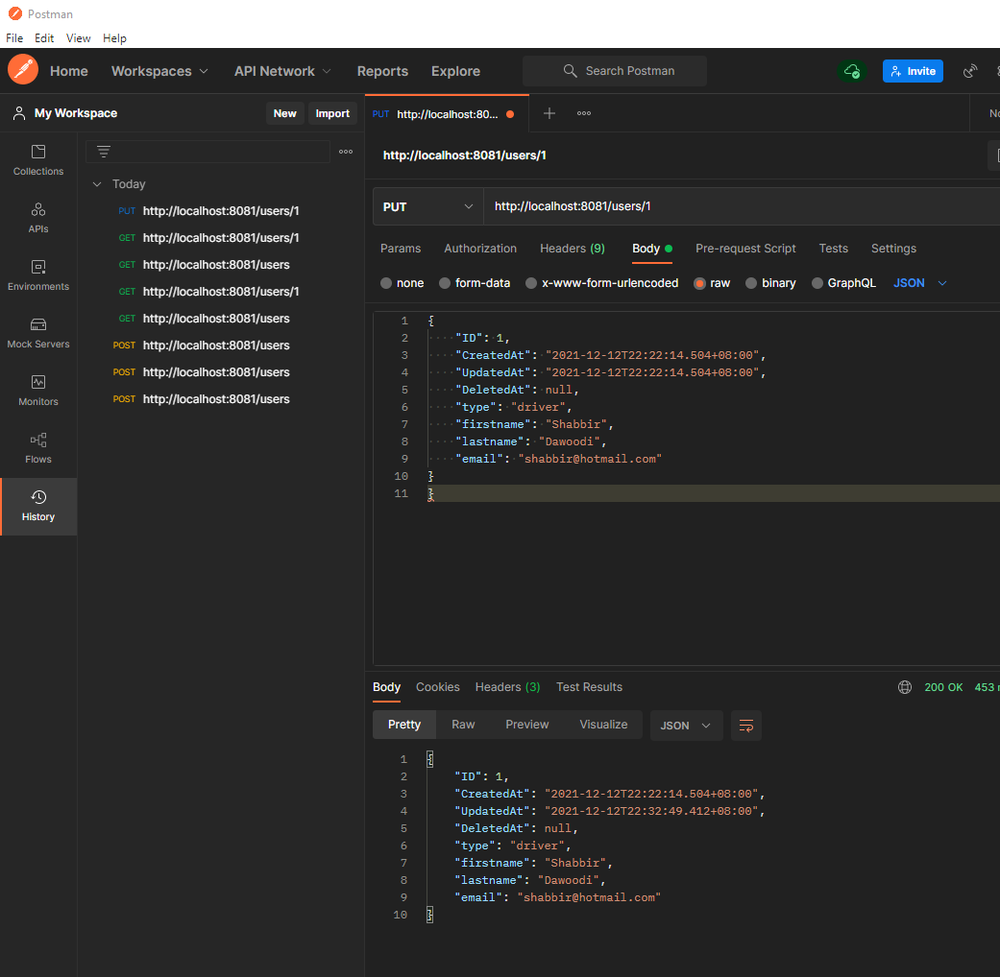 Postman
File Edit View Help
Home Workspaces API Network Reports Explore Search Postman Invite
My Workspace New Import
PUT http://localhost:80...
Collections
APIs
Environments
Mock Servers
Monitors
Flows
History
Today
PUT http://localhost:8081/users/1
GET http://localhost:8081/users/1
GET http://localhost:8081/users
GET http://localhost:8081/users/1
GET http://localhost:8081/users
POST http://localhost:8081/users
POST http://localhost:8081/users
POST http://localhost:8081/users
http://localhost:8081/users/1
PUT http://localhost:8081/users/1
Params Authorization Headers (9) Body Pre-request Script Tests Settings
none form-data x-www-form-urlencoded raw binary GraphQL JSON
1 {
2 "ID": 1,
3 "CreatedAt": "2021-12-12T22:22:14.504+08:00",
4 "UpdatedAt": "2021-12-12T22:22:14.504+08:00",
5 "DeletedAt": null,
6 "type": "driver",
7 "firstname": "Shabbir",
8 "lastname": "Dawoodi",
9 "email": "shabbir@hotmail.com"
10 }
11 }
Body Cookies Headers (3) Test Results 200 OK 453
Pretty Raw Preview Visualize JSON
1 {
2 "ID": 1,
3 "CreatedAt": "2021-12-12T22:22:14.504+08:00",
4 "UpdatedAt": "2021-12-12T22:32:49.412+08:00",
5 "DeletedAt": null,
6 "type": "driver",
7 "firstname": "Shabbir",
8 "lastname": "Dawoodi",
9 "email": "shabbir@hotmail.com"
10 }